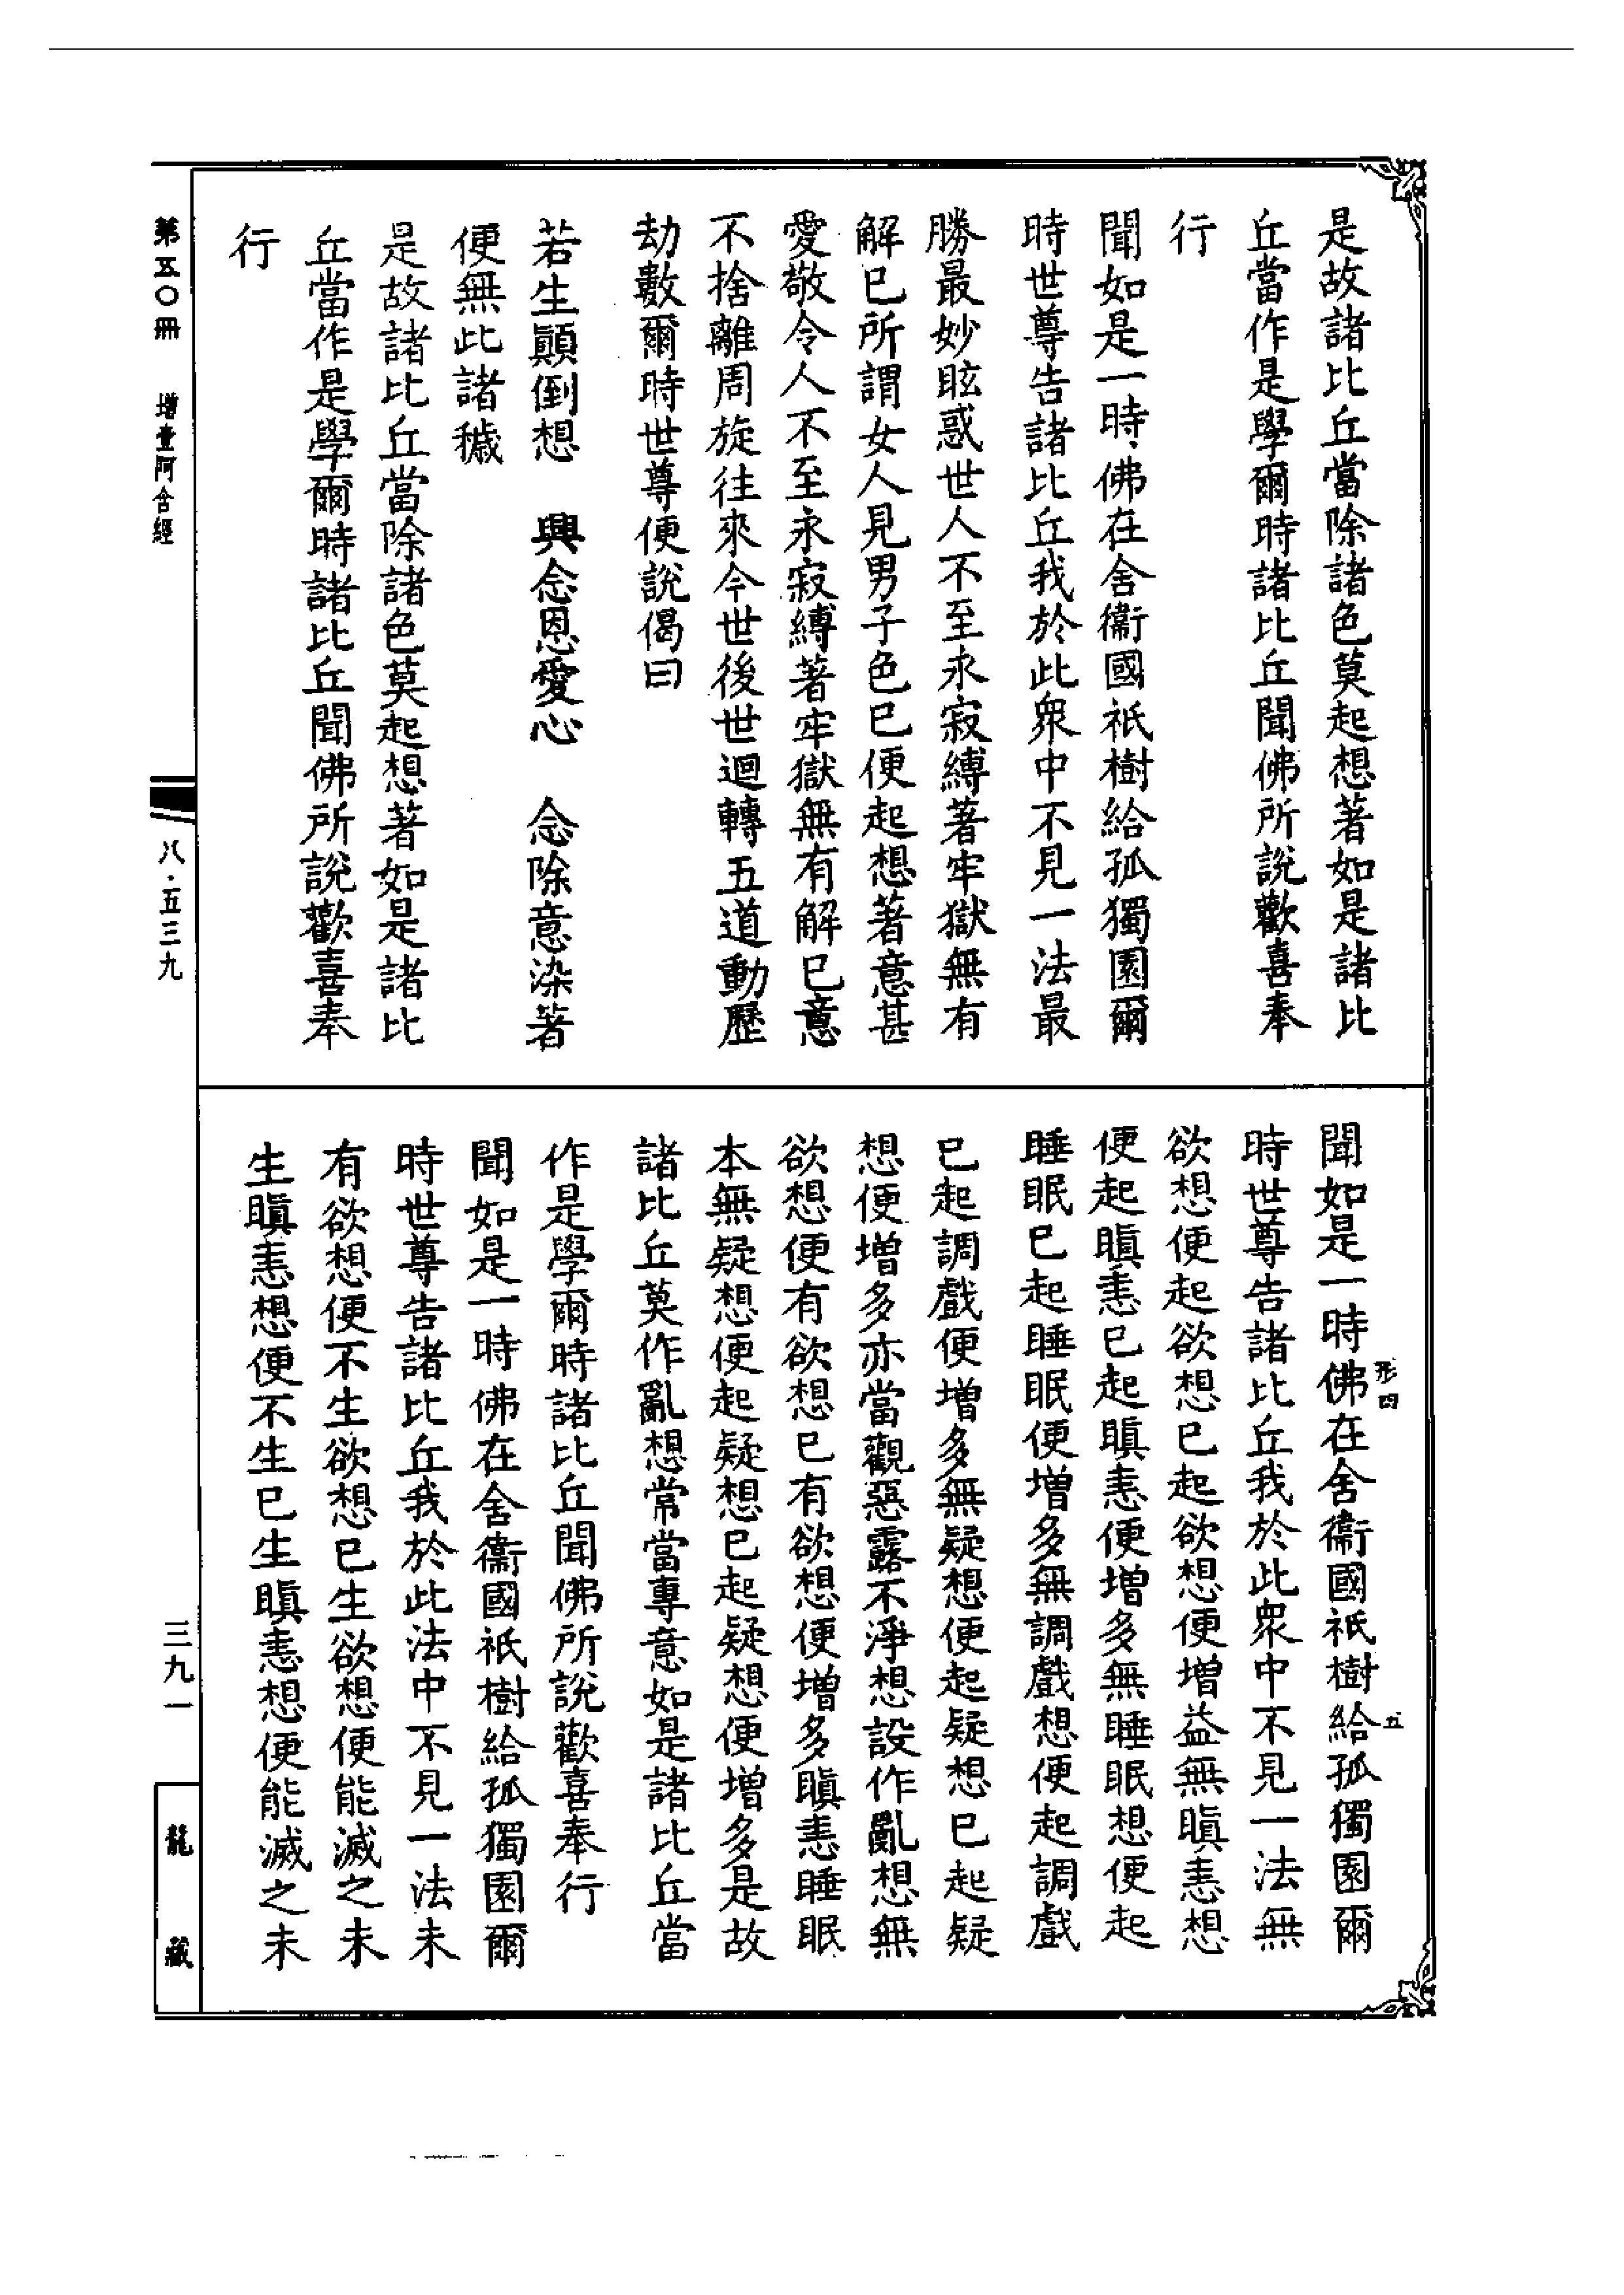 是故諸比丘當除諸色莫起想著如是諸比
丘當作是學爾時諸比丘聞佛所說歡喜奉
行
聞如是一時佛在舍衞國祇樹給孤獨園爾
時世尊告諸比丘我於此衆中不見一法最
勝最妙眩惑世人不至永寂縛著牢獄無有
解已所謂女人見男子色已便起想著意甚
愛敬令人不至永寂縛著牢獄無有解已意
不捨離周旋往來今世後世迴轉五道動歷
劫數爾時世尊便說偈曰
若生顚倒想　興念恩愛心　念除意染著
便無此諸穢
是故諸比丘當除諸色莫起想著如是諸比
丘當作是學爾時諸比丘聞佛所說歡喜奉
行
聞如是一時佛在舍衞國祇樹給孤獨園爾
時世尊告諸比丘我於此衆中不見一法無
欲想便起欲想已起欲想便增益無瞋恚想
便起瞋恚已起瞋恚便增多無睡眠想便起
睡眠已起睡眠便增多無調戲想便起調戲
已起調戲便增多無疑想便起疑想已起疑
想便增多亦當觀惡露不淨想設作亂想無
欲想便有欲想已有欲想便增多瞋恚睡眠
本無疑想便起疑想已起疑想便增多是故
諸比丘莫作亂想常當專意如是諸比丘當
作是學爾時諸比丘聞佛所說歡喜奉行
聞如是一時佛在舍衞國祇樹給孤獨園爾
時世尊告諸比丘我於此法中不見一法未
有欲想便不生欲想已生欲想便能滅之未
生瞋恚想便不生已生瞋恚想便能滅之未
形四
五
第五〇冊　增壹阿含經
八·五三九
三九一
龍藏